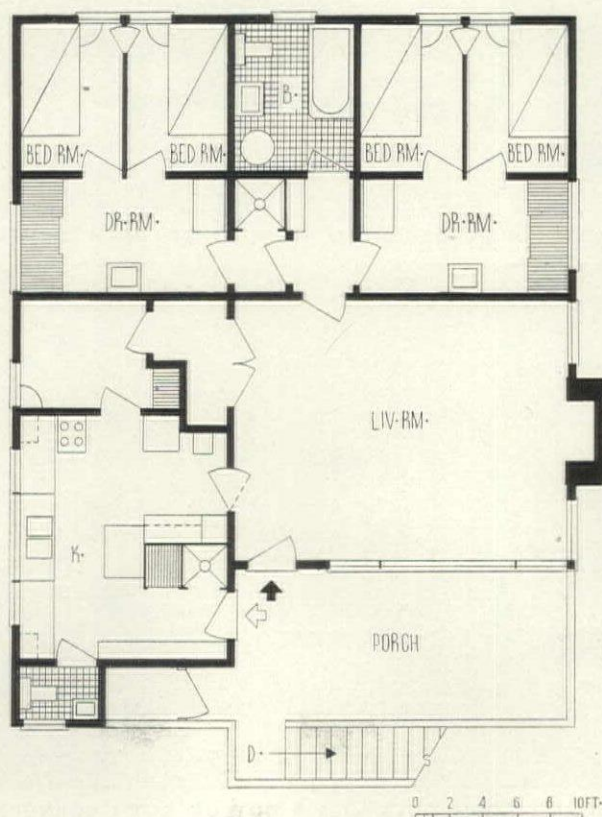 B·
BED RM·
BED RM·
BED RM·
BED RM·
DR·RM·
DR·RM·
LIV·RM·
K·
PORCH
D·
0 2 4 6 8 10FT·